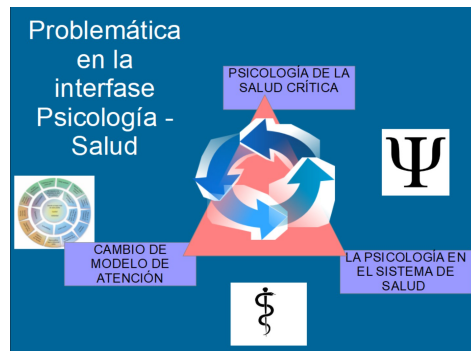 Problemática
en la
interfase
Psicología -
Salud
PSICOLOGÍA DE LA
SALUD CRÍTICA
Ψ
CAMBIO DE
MODELO DE
ATENCIÓN
LA PSICOLOGÍA EN
EL SISTEMA DE
SALUD